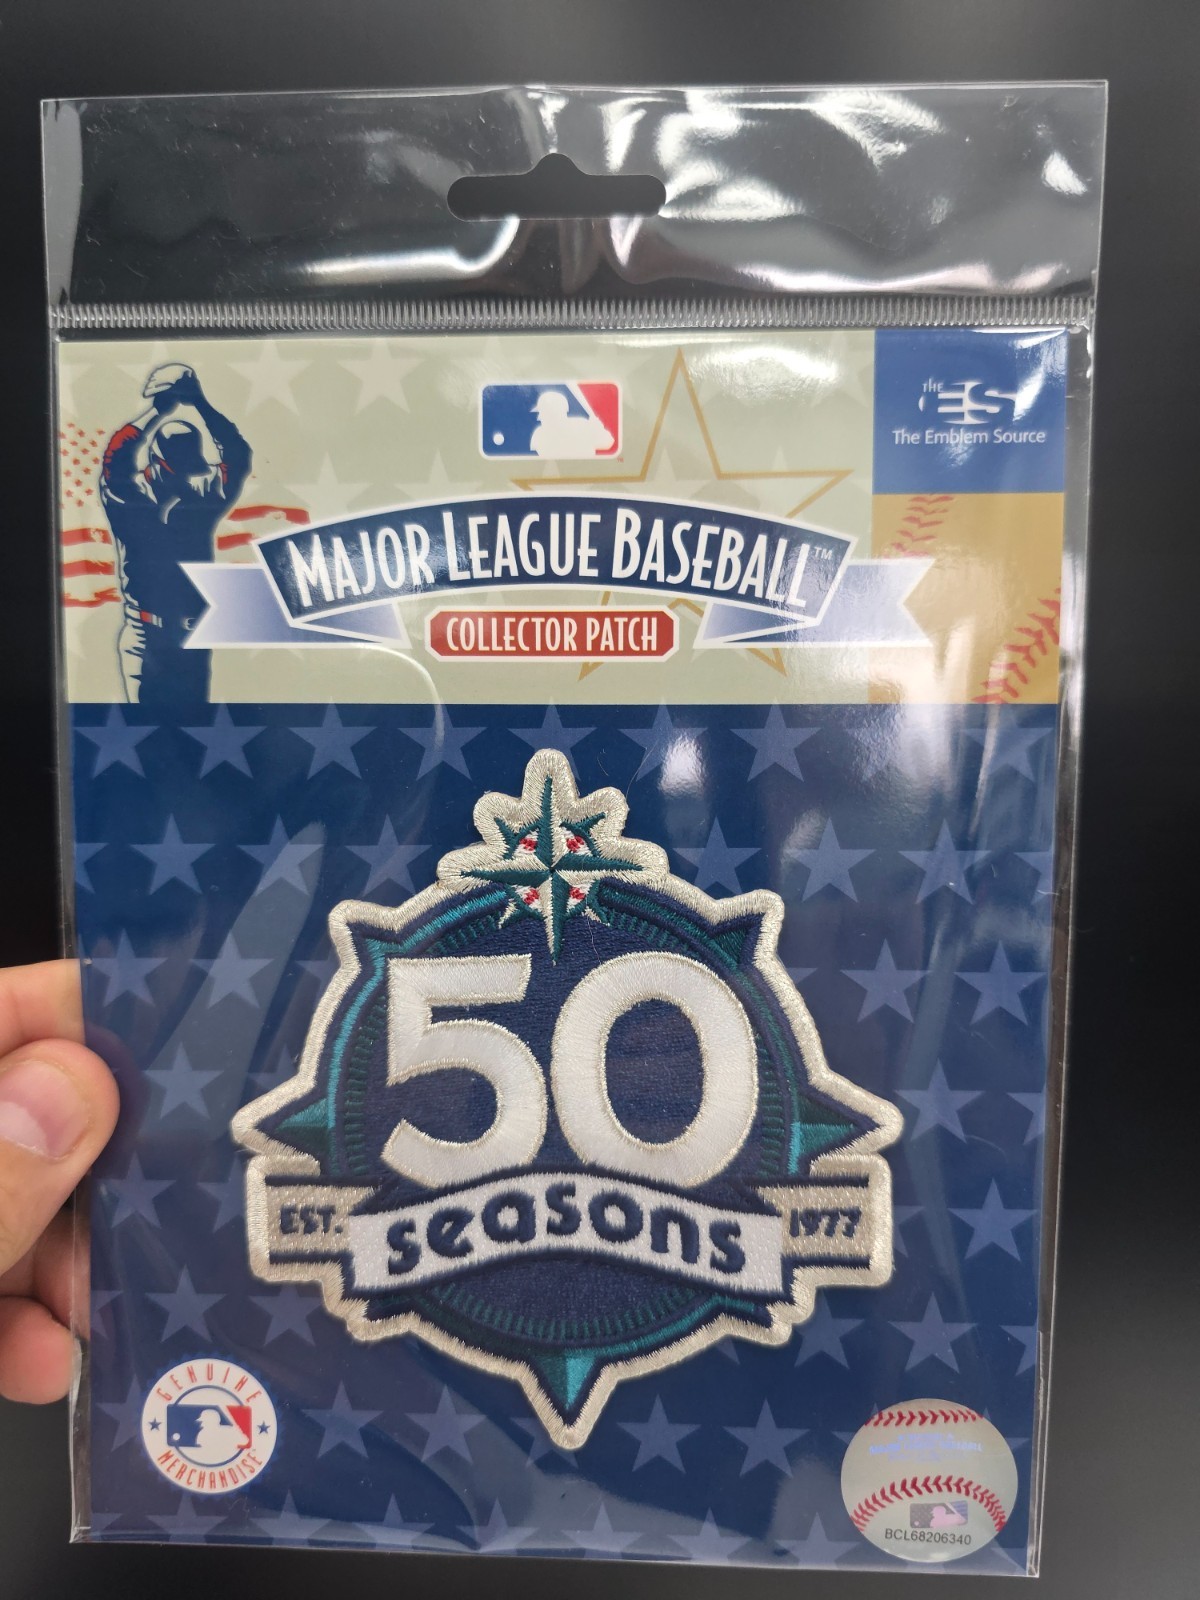 THE
ES
The Emblem Source
MAJOR LEAGUE BASEBALL™
COLLECTOR PATCH
50
EST. seasons 1977
GENUINE
MERCHANDISE
BCL68206340